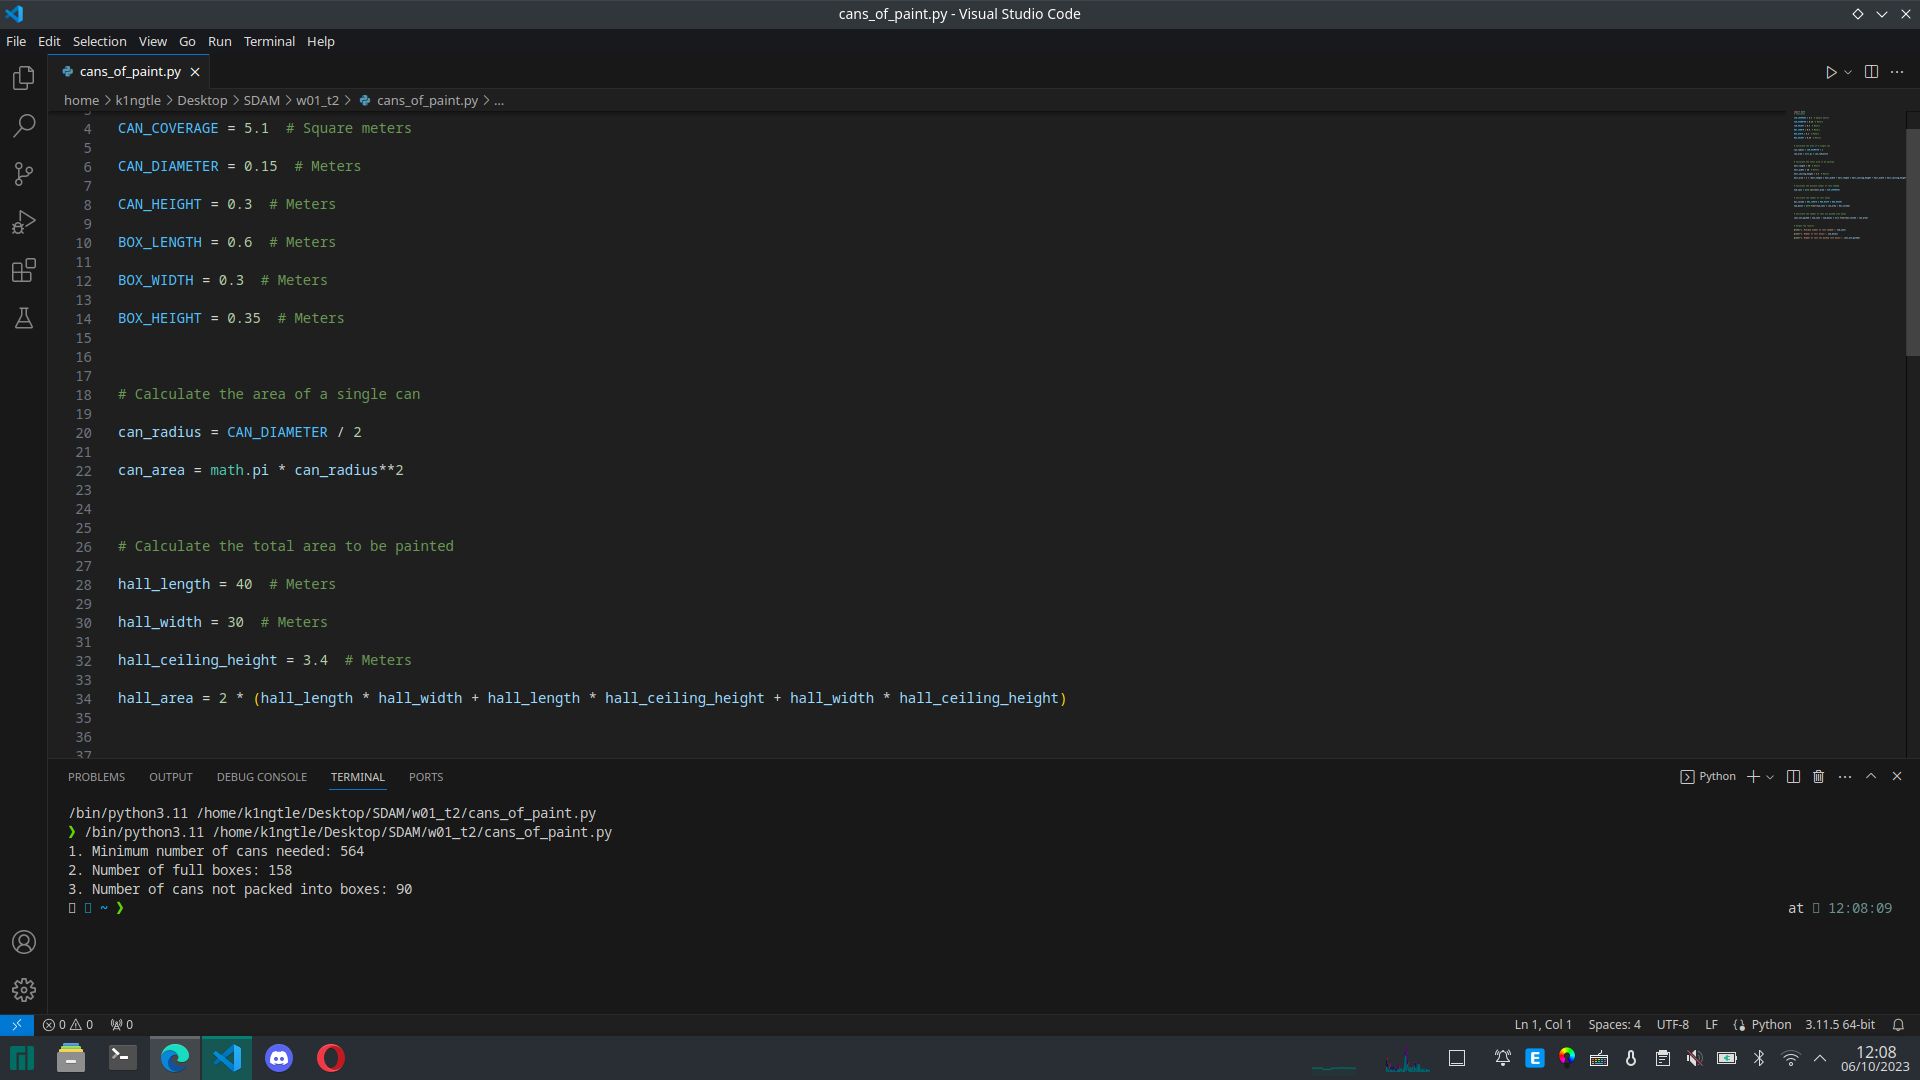 cans_of_paint.py - Visual Studio Code
File Edit Selection View Go Run Terminal Help
cans_of_paint.py
home > k1ngtle > Desktop > SDAM > w01_t2 > cans_of_paint.py > ...
4 CAN_COVERAGE = 5.1  # Square meters
5
6 CAN_DIAMETER = 0.15  # Meters
7
8 CAN_HEIGHT = 0.3  # Meters
9
10 BOX_LENGTH = 0.6  # Meters
11
12 BOX_WIDTH = 0.3  # Meters
13
14 BOX_HEIGHT = 0.35  # Meters
15
16
17
18 # Calculate the area of a single can
19
20 can_radius = CAN_DIAMETER / 2
21
22 can_area = math.pi * can_radius**2
23
24
25
26 # Calculate the total area to be painted
27
28 hall_length = 40  # Meters
29
30 hall_width = 30  # Meters
31
32 hall_ceiling_height = 3.4  # Meters
33
34 hall_area = 2 * (hall_length * hall_width + hall_length * hall_ceiling_height + hall_width * hall_ceiling_height)
35
36
37
PROBLEMS OUTPUT DEBUG CONSOLE TERMINAL PORTS
Python
/bin/python3.11 /home/k1ngtle/Desktop/SDAM/w01_t2/cans_of_paint.py
❯ /bin/python3.11 /home/k1ngtle/Desktop/SDAM/w01_t2/cans_of_paint.py
1. Minimum number of cans needed: 564
2. Number of full boxes: 158
3. Number of cans not packed into boxes: 90
~ ❯ at 12:08:09
0 0 0 Ln 1, Col 1 Spaces: 4 UTF-8 LF Python 3.11.5 64-bit
E 12:08
06/10/2023